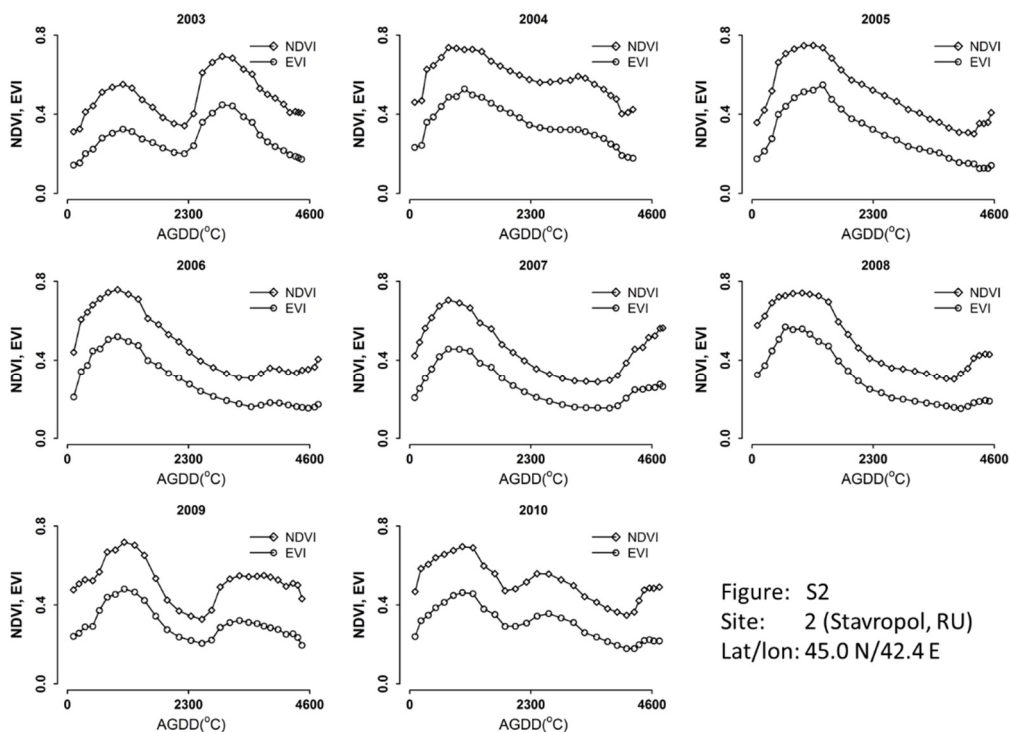 2003
NDVI, EVI
0.8
0.4
0.0
NDVI
EVI
0 2300 4600
AGDD(°C)
2004
NDVI, EVI
0.8
0.4
0.0
NDVI
EVI
0 2300 4600
AGDD(°C)
2005
NDVI, EVI
0.8
0.4
0.0
NDVI
EVI
0 2300 4600
AGDD(°C)
2006
NDVI, EVI
0.8
0.4
0.0
NDVI
EVI
0 2300 4600
AGDD(°C)
2007
NDVI, EVI
0.8
0.4
0.0
NDVI
EVI
0 2300 4600
AGDD(°C)
2008
NDVI, EVI
0.8
0.4
0.0
NDVI
EVI
0 2300 4600
AGDD(°C)
2009
NDVI, EVI
0.8
0.4
0.0
NDVI
EVI
0 2300 4600
AGDD(°C)
2010
NDVI, EVI
0.8
0.4
0.0
NDVI
EVI
0 2300 4600
AGDD(°C)
Figure: S2
Site: 2 (Stavropol, RU)
Lat/lon: 45.0 N/42.4 E